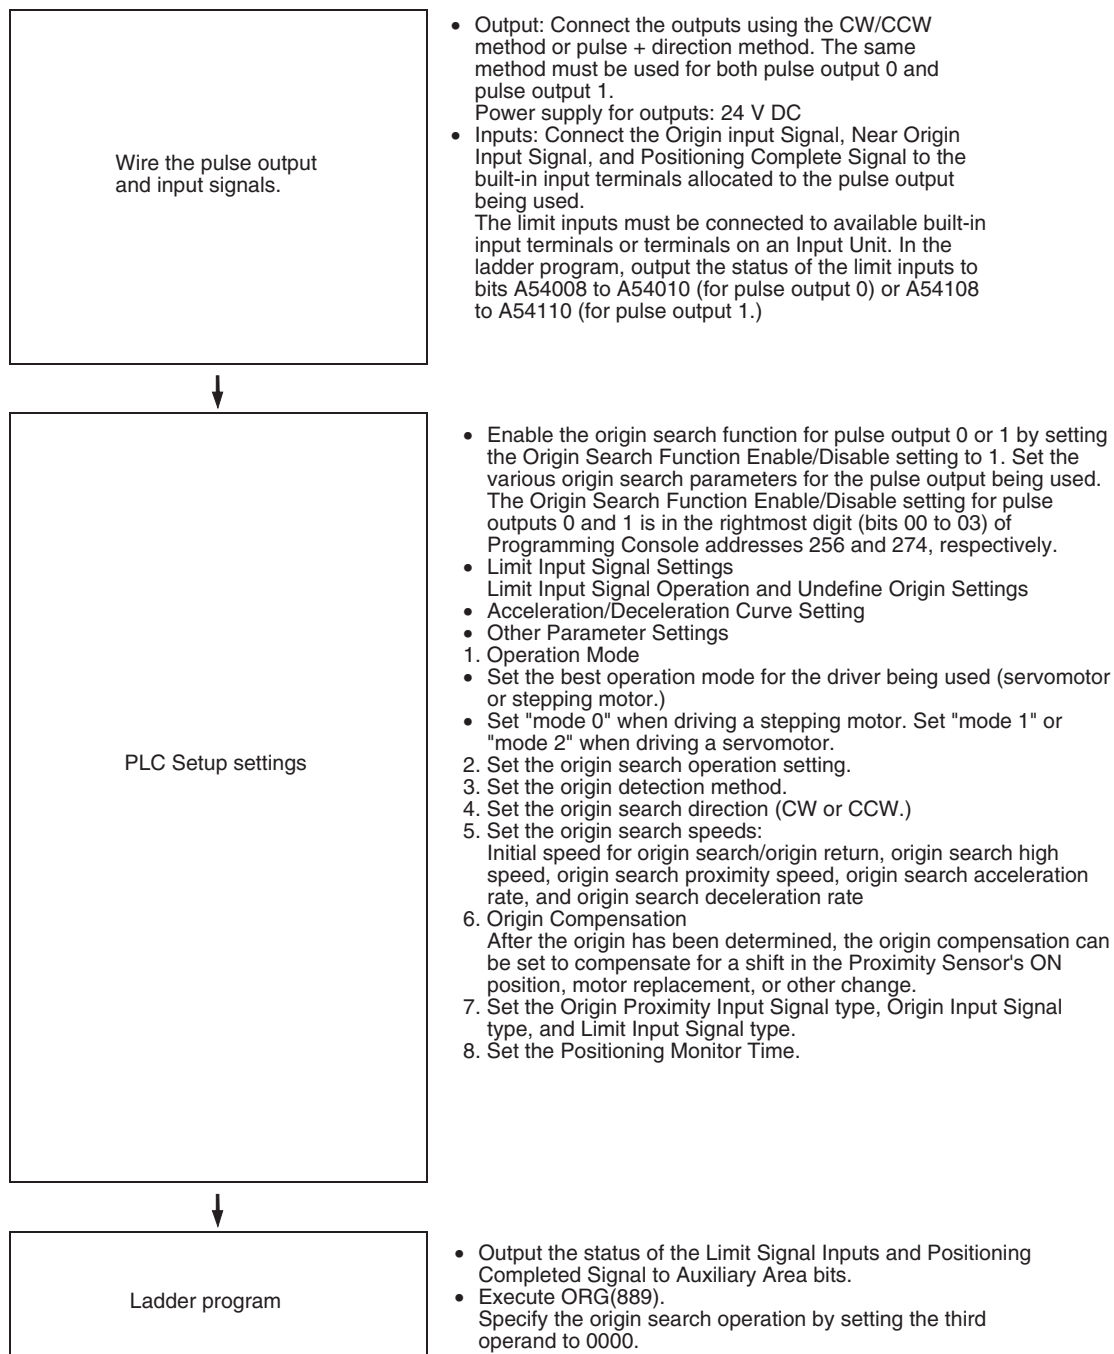 Wire the pulse output
and input signals.
• Output: Connect the outputs using the CW/CCW
method or pulse + direction method. The same
method must be used for both pulse output 0 and
pulse output 1.
Power supply for outputs: 24 V DC
• Inputs: Connect the Origin input Signal, Near Origin
Input Signal, and Positioning Complete Signal to the
built-in input terminals allocated to the pulse output
being used.
The limit inputs must be connected to available built-in
input terminals or terminals on an Input Unit. In the
ladder program, output the status of the limit inputs to
bits A54008 to A54010 (for pulse output 0) or A54108
to A54110 (for pulse output 1.)
PLC Setup settings
• Enable the origin search function for pulse output 0 or 1 by setting
the Origin Search Function Enable/Disable setting to 1. Set the
various origin search parameters for the pulse output being used.
The Origin Search Function Enable/Disable setting for pulse
outputs 0 and 1 is in the rightmost digit (bits 00 to 03) of
Programming Console addresses 256 and 274, respectively.
• Limit Input Signal Settings
Limit Input Signal Operation and Undefine Origin Settings
• Acceleration/Deceleration Curve Setting
• Other Parameter Settings
1. Operation Mode
• Set the best operation mode for the driver being used (servomotor
or stepping motor.)
• Set "mode 0" when driving a stepping motor. Set "mode 1" or
"mode 2" when driving a servomotor.
2. Set the origin search operation setting.
3. Set the origin detection method.
4. Set the origin search direction (CW or CCW.)
5. Set the origin search speeds:
Initial speed for origin search/origin return, origin search high
speed, origin search proximity speed, origin search acceleration
rate, and origin search deceleration rate
6. Origin Compensation
After the origin has been determined, the origin compensation can
be set to compensate for a shift in the Proximity Sensor's ON
position, motor replacement, or other change.
7. Set the Origin Proximity Input Signal type, Origin Input Signal
type, and Limit Input Signal type.
8. Set the Positioning Monitor Time.
Ladder program
• Output the status of the Limit Signal Inputs and Positioning
Completed Signal to Auxiliary Area bits.
• Execute ORG(889).
Specify the origin search operation by setting the third
operand to 0000.